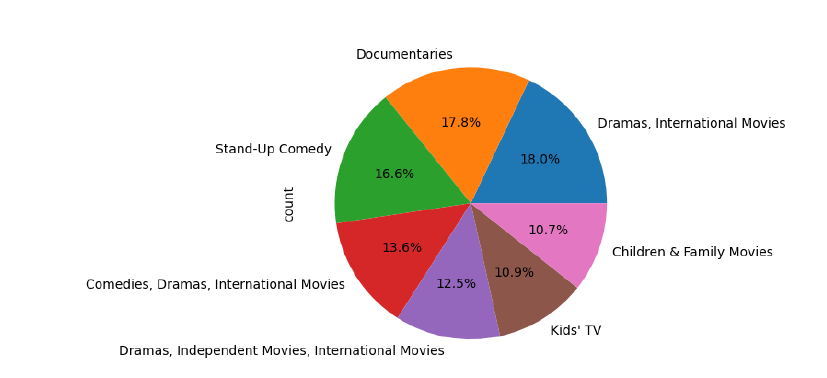 Documentaries
Dramas, International Movies
17.8%
18.0%
Stand-Up Comedy
16.6%
count
10.7%
13.6%
Children & Family Movies
10.9%
Comedies, Dramas, International Movies
12.5%
Kids' TV
Dramas, Independent Movies, International Movies